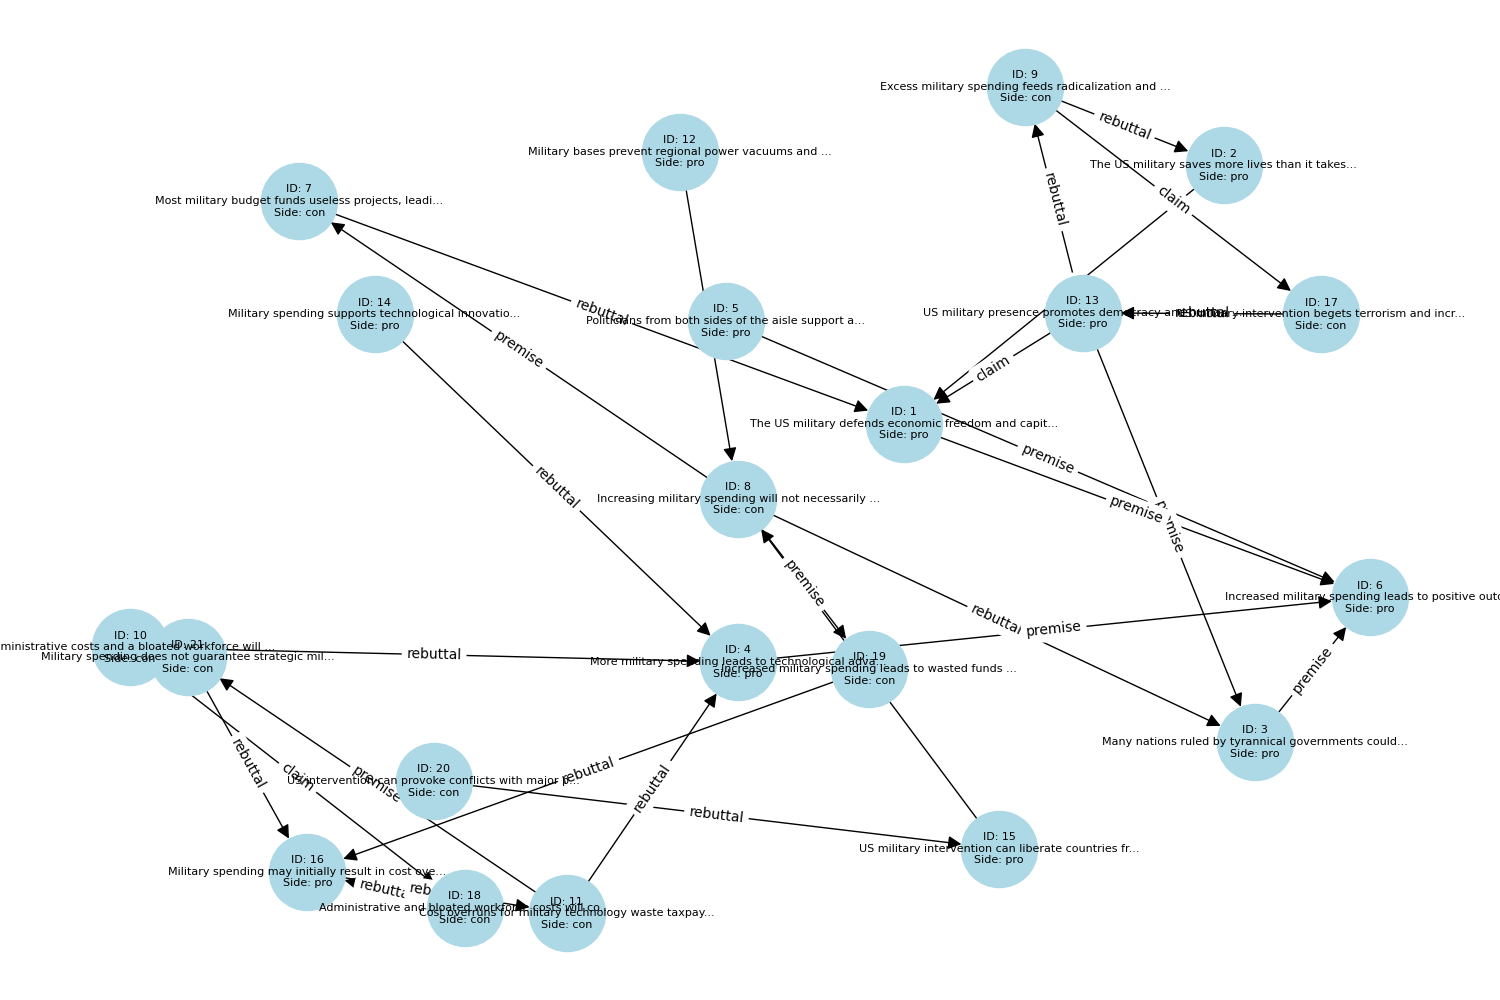 ID: 9
Excess military spending feeds radicalization and ...
Side: con
rebuttal
ID: 12
Military bases prevent regional power vacuums and ...
Side: pro
ID: 2
The US military saves more lives than it takes...
Side: pro
ID: 7
Most military budget funds useless projects, leadi...
Side: con
rebuttal
claim
ID: 14
Military spending supports technological innovatio...
Side: pro
rebuttal
ID: 5
Politicians from both sides of the aisle support a...
Side: pro
ID: 13
US military presence promotes democracy and
Side: pro
rebuttal
ID: 17
intervention begets terrorism and incr...
Side: con
premise
claim
ID: 1
The US military defends economic freedom and capit...
Side: pro
premise
rebuttal
ID: 8
Increasing military spending will not necessarily ...
Side: con
premise
premise
premise
ID: 6
Increased military spending leads to positive outc
Side: pro
rebuttal
premise
ID: 10
ministrative costs and a bloated workforce will ...
Side: con
ID: 21
Military spending does not guarantee strategic mil...
Side: con
rebuttal
ID: 4
More military spending leads to technological adva...
Side: pro
ID: 19
Increased military spending leads to wasted funds ...
Side: con
premise
ID: 3
Many nations ruled by tyrannical governments could...
Side: pro
rebuttal
claim
premise
ID: 20
US intervention can provoke conflicts with major p...
Side: con
rebuttal
rebuttal
rebuttal
ID: 15
US military intervention can liberate countries fr...
Side: pro
ID: 16
Military spending may initially result in cost ove...
Side: pro
ID: 18
Administrative and bloated workforce costs will co
Side: con
ID: 11
Cost overruns for military technology waste taxpay...
Side: con